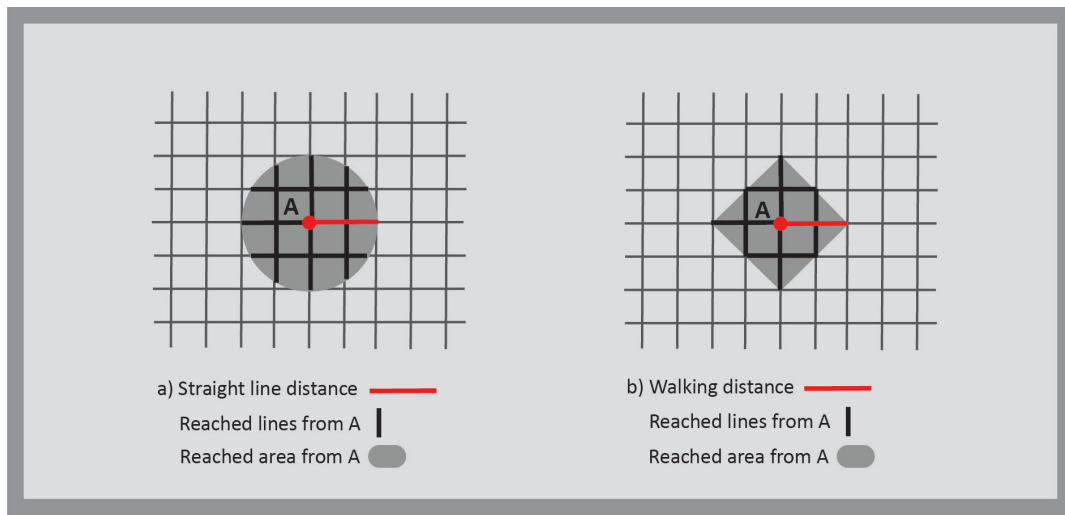 A
a) Straight line distance
Reached lines from A
Reached area from A
A
b) Walking distance
Reached lines from A
Reached area from A